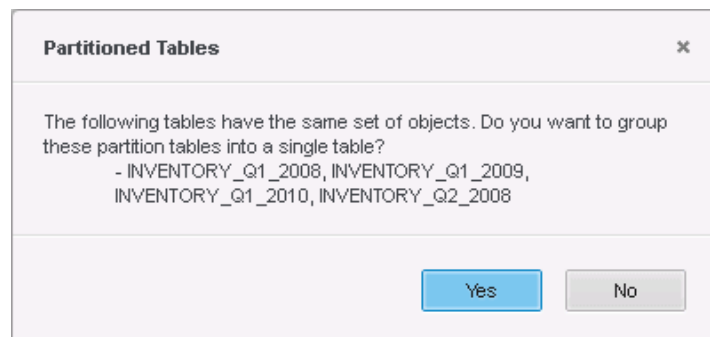 Partitioned Tables
The following tables have the same set of objects. Do you want to group
these partition tables into a single table?
- INVENTORY_Q1_2008, INVENTORY_Q1_2009,
INVENTORY_Q1_2010, INVENTORY_Q2_2008
Yes No